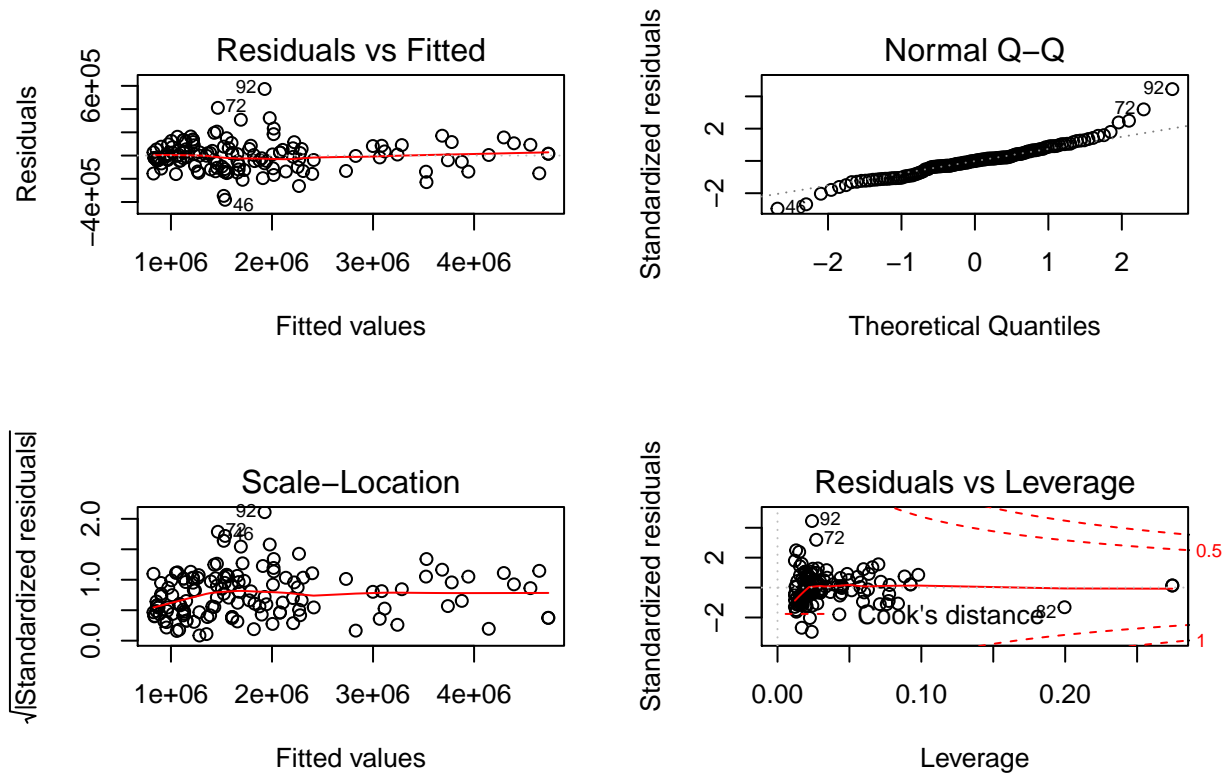 Residuals vs Fitted
Residuals
−4e+05
6e+05
92
72
46
1e+06
2e+06
3e+06
4e+06
Fitted values
Normal Q−Q
Standardized residuals
−2
2
92
72
46
−2
−1
0
1
2
Theoretical Quantiles
Scale−Location
√|Standardized residuals|
0.0
1.0
2.0
92
72
46
1e+06
2e+06
3e+06
4e+06
Fitted values
Residuals vs Leverage
Standardized residuals
−2
2
92
72
82
Cook's distance
0.5
1
0.00
0.10
0.20
Leverage